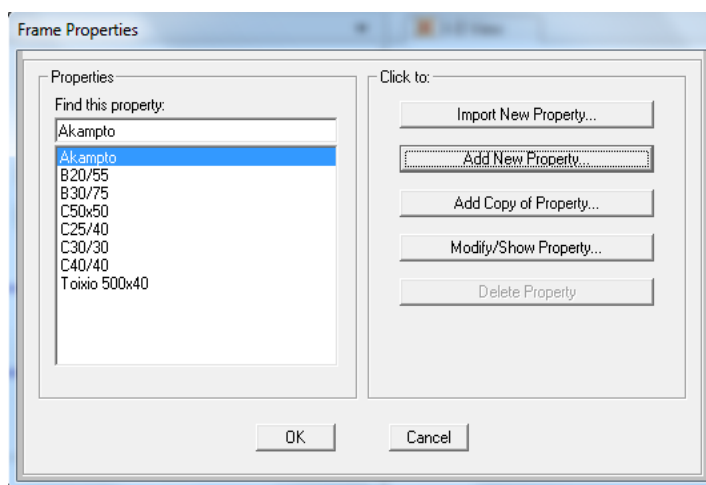 Frame Properties
Properties
Find this property:
Akampto
Akampto
B20/55
B30/75
C50x50
C25/40
C30/30
C40/40
Toixio 500x40
Click to:
Import New Property...
Add New Property...
Add Copy of Property...
Modify/Show Property...
Delete Property
OK
Cancel